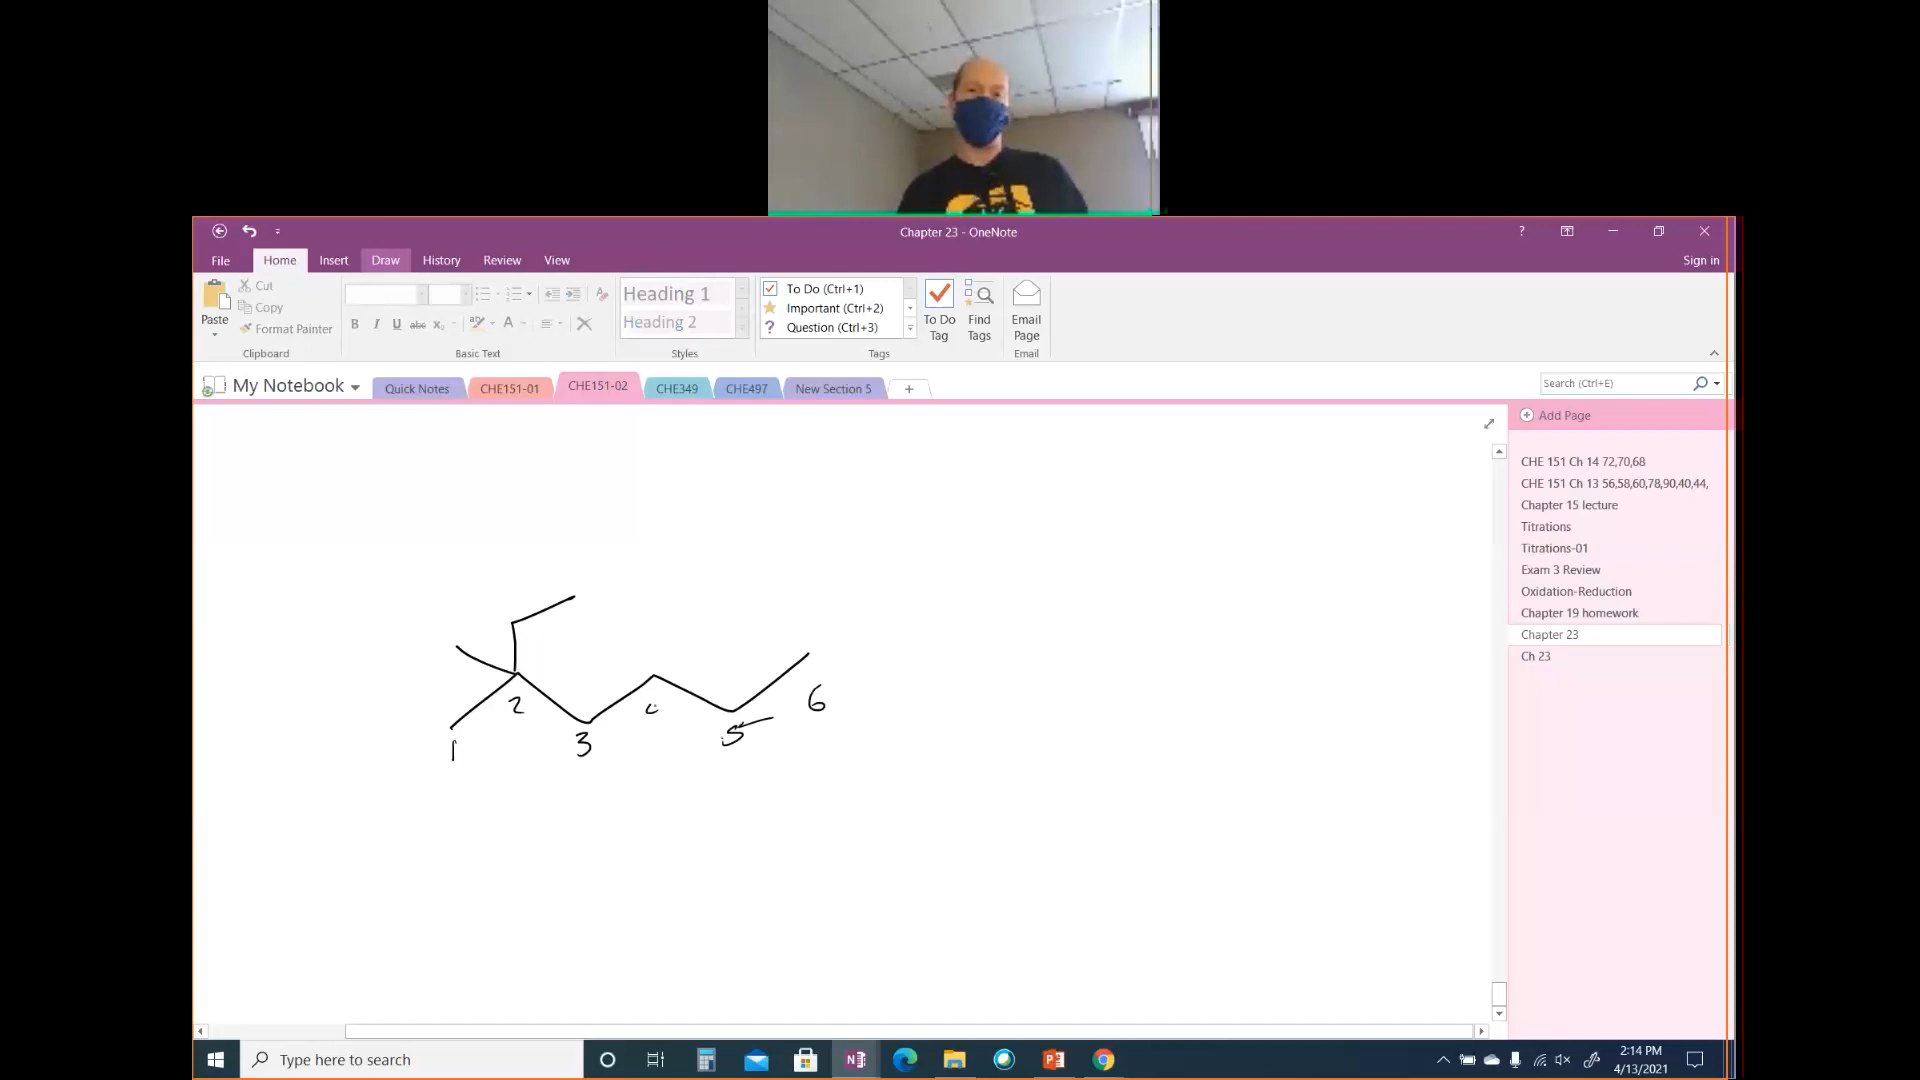 Chapter 23 - OneNote
?
File Home Insert Draw History Review View Sign in
Paste
Cut
Copy
Format Painter
Clipboard
B I U abc X₂ A
Basic Text
Heading 1
Heading 2
Styles
To Do (Ctrl+1)
Important (Ctrl+2)
? Question (Ctrl+3)
Tags
To Do
Tag
Find
Tags
Email
Page
Email
My Notebook Quick Notes CHE151-01 CHE151-02 CHE349 CHE497 New Section 5 +
Search (Ctrl+E)
Add Page
CHE 151 Ch 14 72,70,68
CHE 151 Ch 13 56,58,60,78,90,40,44,
Chapter 15 lecture
Titrations
Titrations-01
Exam 3 Review
Oxidation-Reduction
Chapter 19 homework
Chapter 23
Ch 23
1 2 3 5 6
Type here to search
2:14 PM
4/13/2021